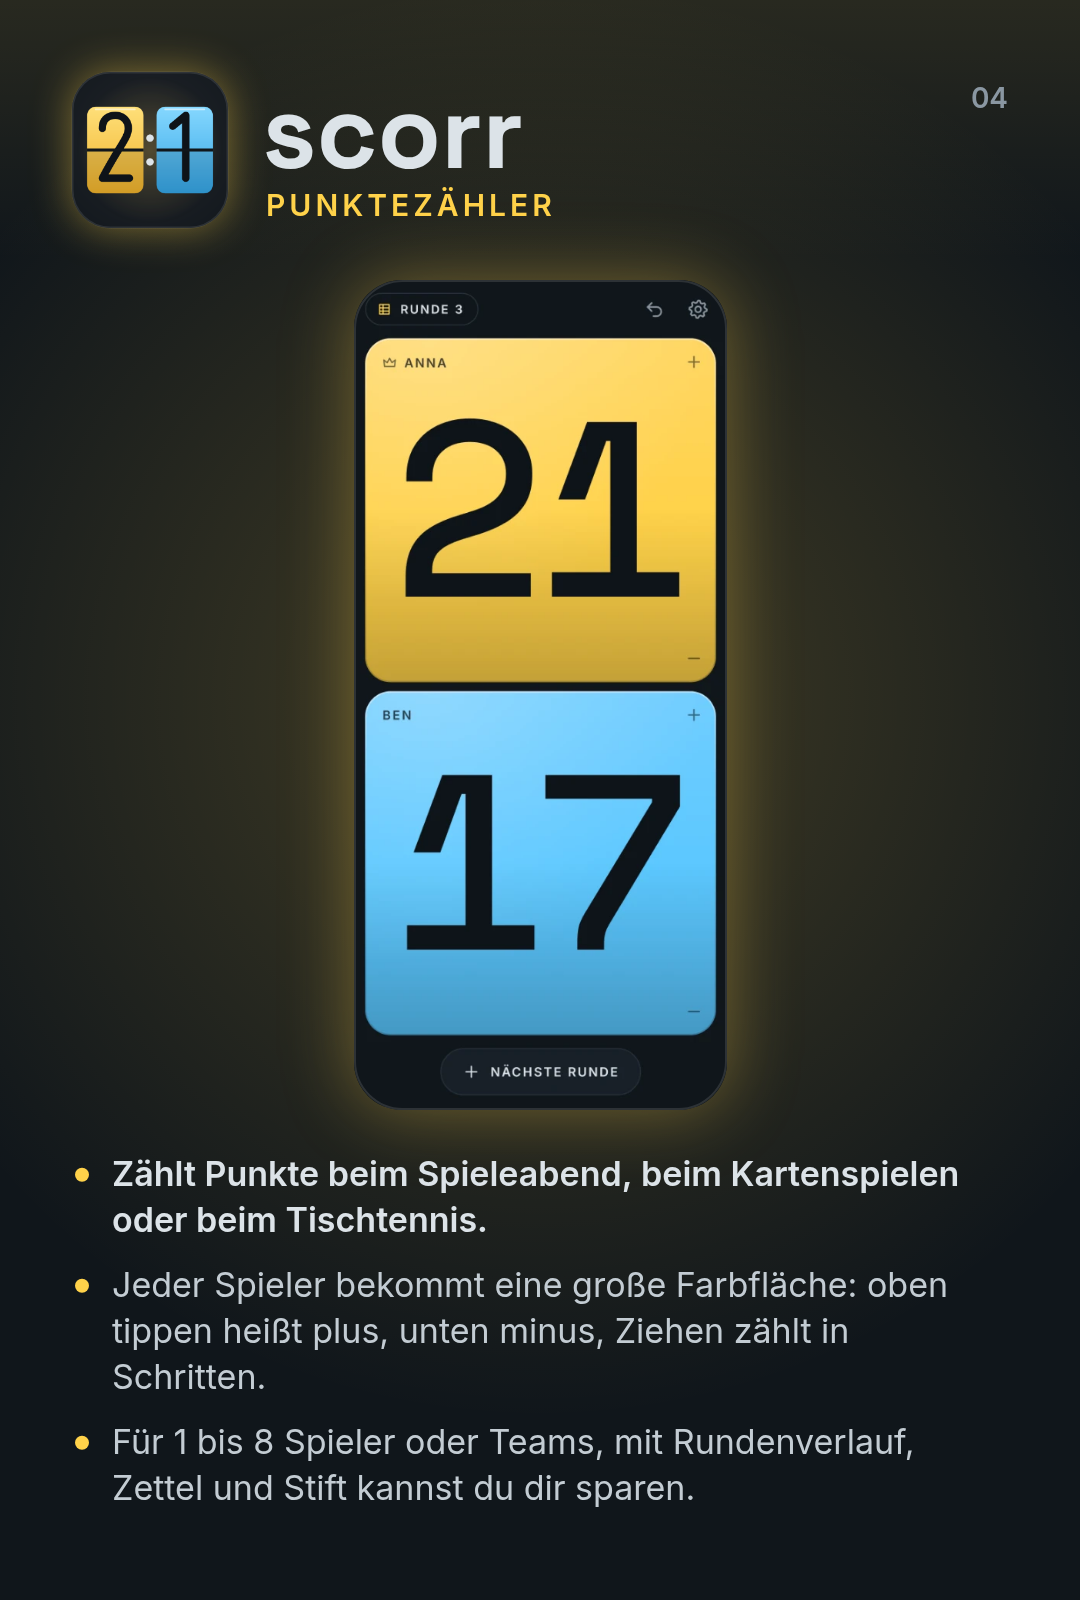 2:1
scorr
PUNKTEZÄHLER
04
RUNDE 3
ANNA
+
21
−
BEN
+
17
−
+ NÄCHSTE RUNDE
• Zählt Punkte beim Spieleabend, beim Kartenspielen
oder beim Tischtennis.
• Jeder Spieler bekommt eine große Farbfläche: oben
tippen heißt plus, unten minus, Ziehen zählt in
Schritten.
• Für 1 bis 8 Spieler oder Teams, mit Rundenverlauf,
Zettel und Stift kannst du dir sparen.